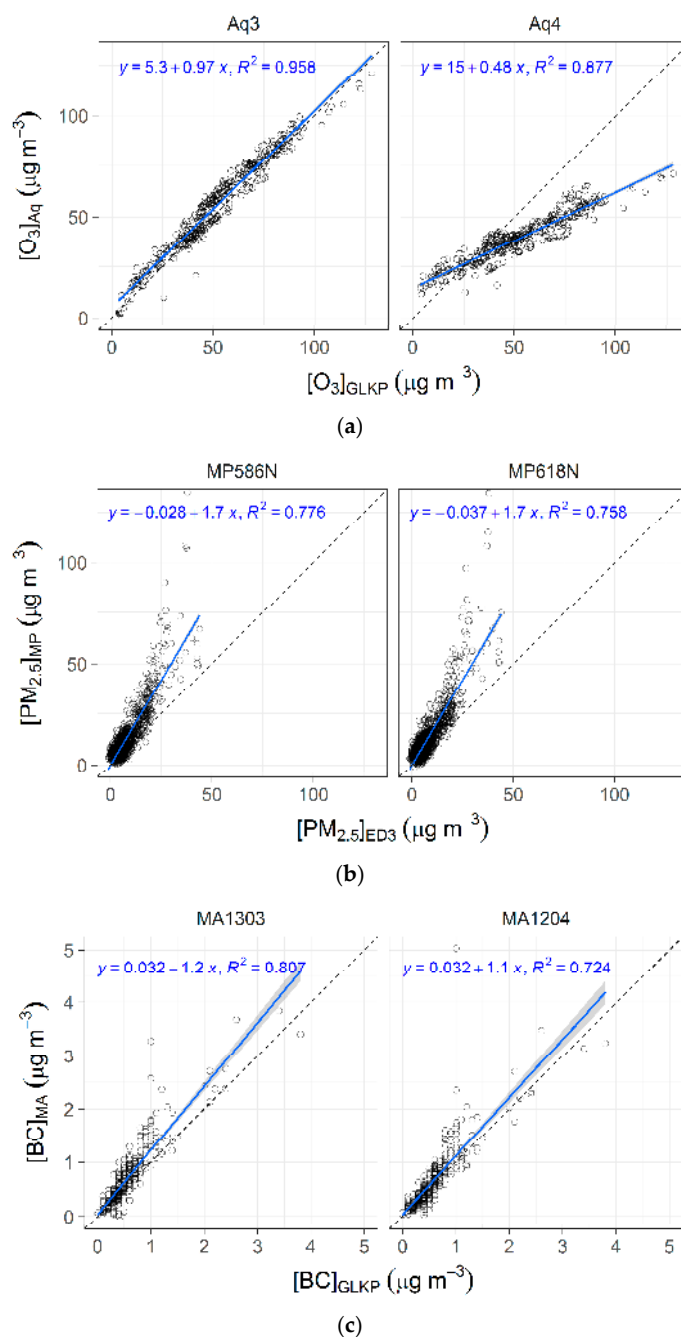 Aq3 Aq4
y = 5.3 + 0.97 x, R² = 0.958 y = 15 + 0.48 x, R² = 0.877
100
50
0
[O₃]Aq (μg m⁻³)
0 50 100 0 50 100
[O₃]GLKP (μg m⁻³)
(a)
MP586N MP618N
y = −0.028 − 1.7 x, R² = 0.776 y = −0.037 + 1.7 x, R² = 0.758
100
50
0
[PM₂.₅]MP (μg m⁻³)
0 50 100 0 50 100
[PM₂.₅]ED3 (μg m⁻³)
(b)
MA1303 MA1204
5
y = 0.032 − 1.2 x, R² = 0.807 y = 0.032 + 1.1 x, R² = 0.724
4
3
2
1
0
[BC]MA (μg m⁻³)
0 1 2 3 4 5 0 1 2 3 4 5
[BC]GLKP (μg m⁻³)
(c)